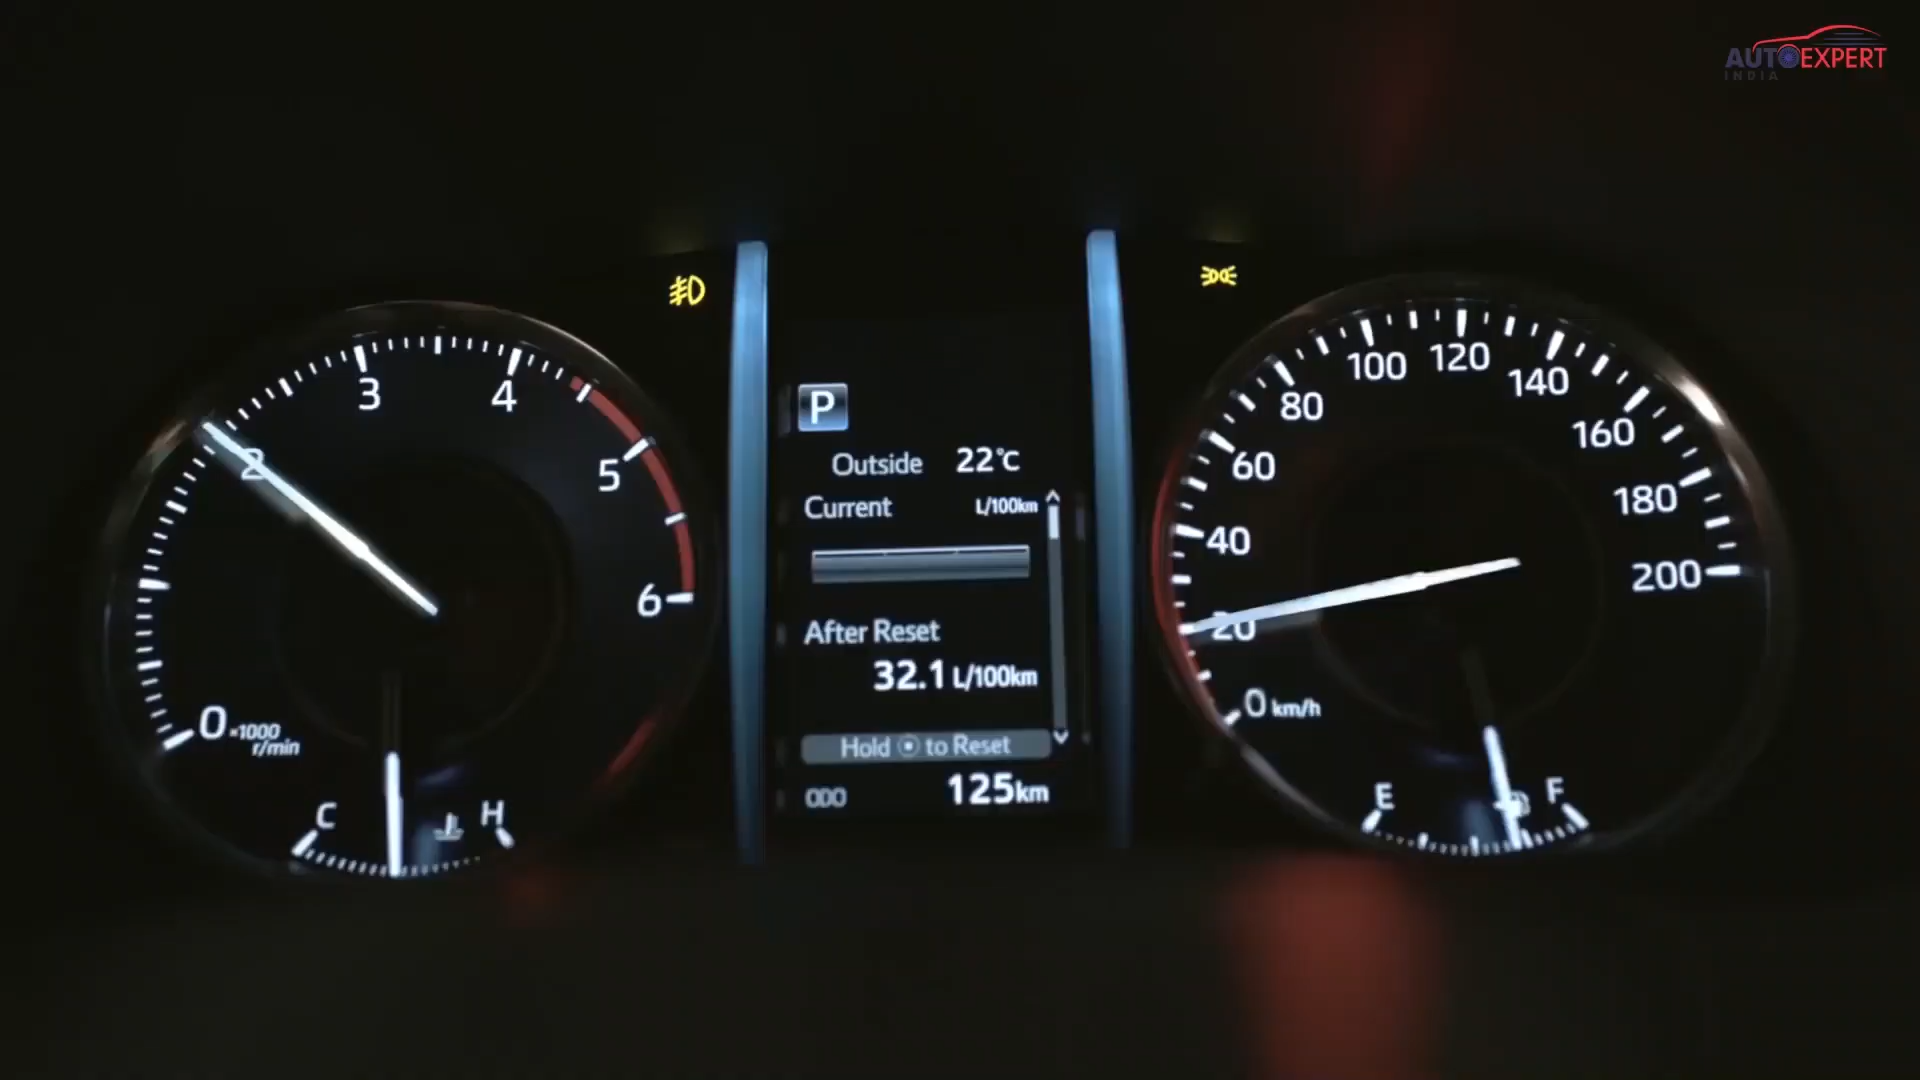 AUTOEXPERT
INDIA
0
×1000
r/min
2
3
4
5
6
C
H
P
Outside 22°C
Current L/100km
After Reset
32.1 L/100km
Hold to Reset
ODO 125km
0 km/h
20
40
60
80
100
120
140
160
180
200
E
F